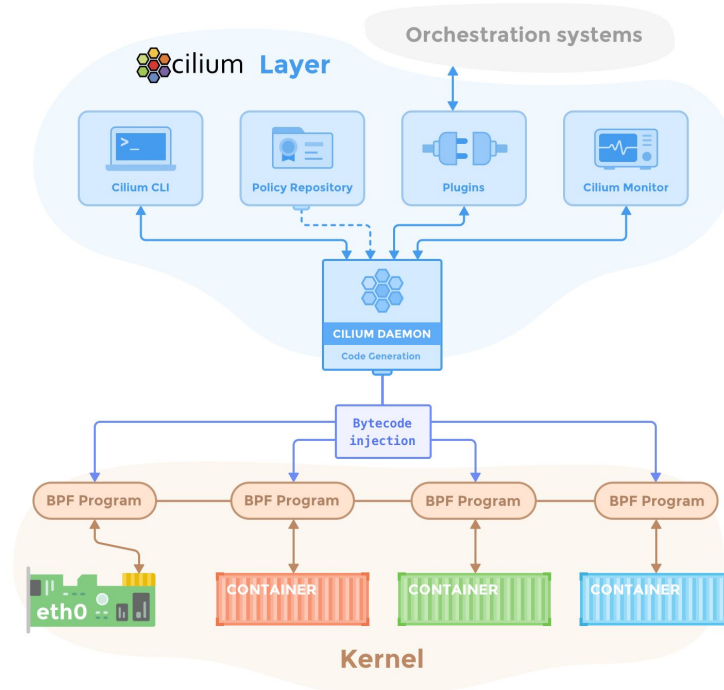 Orchestration systems
cilium Layer
>_
Cilium CLI
Policy Repository
Plugins
Cilium Monitor
CILIUM DAEMON
Code Generation
Bytecode
injection
BPF Program
BPF Program
BPF Program
BPF Program
eth0
CONTAINER
CONTAINER
CONTAINER
Kernel